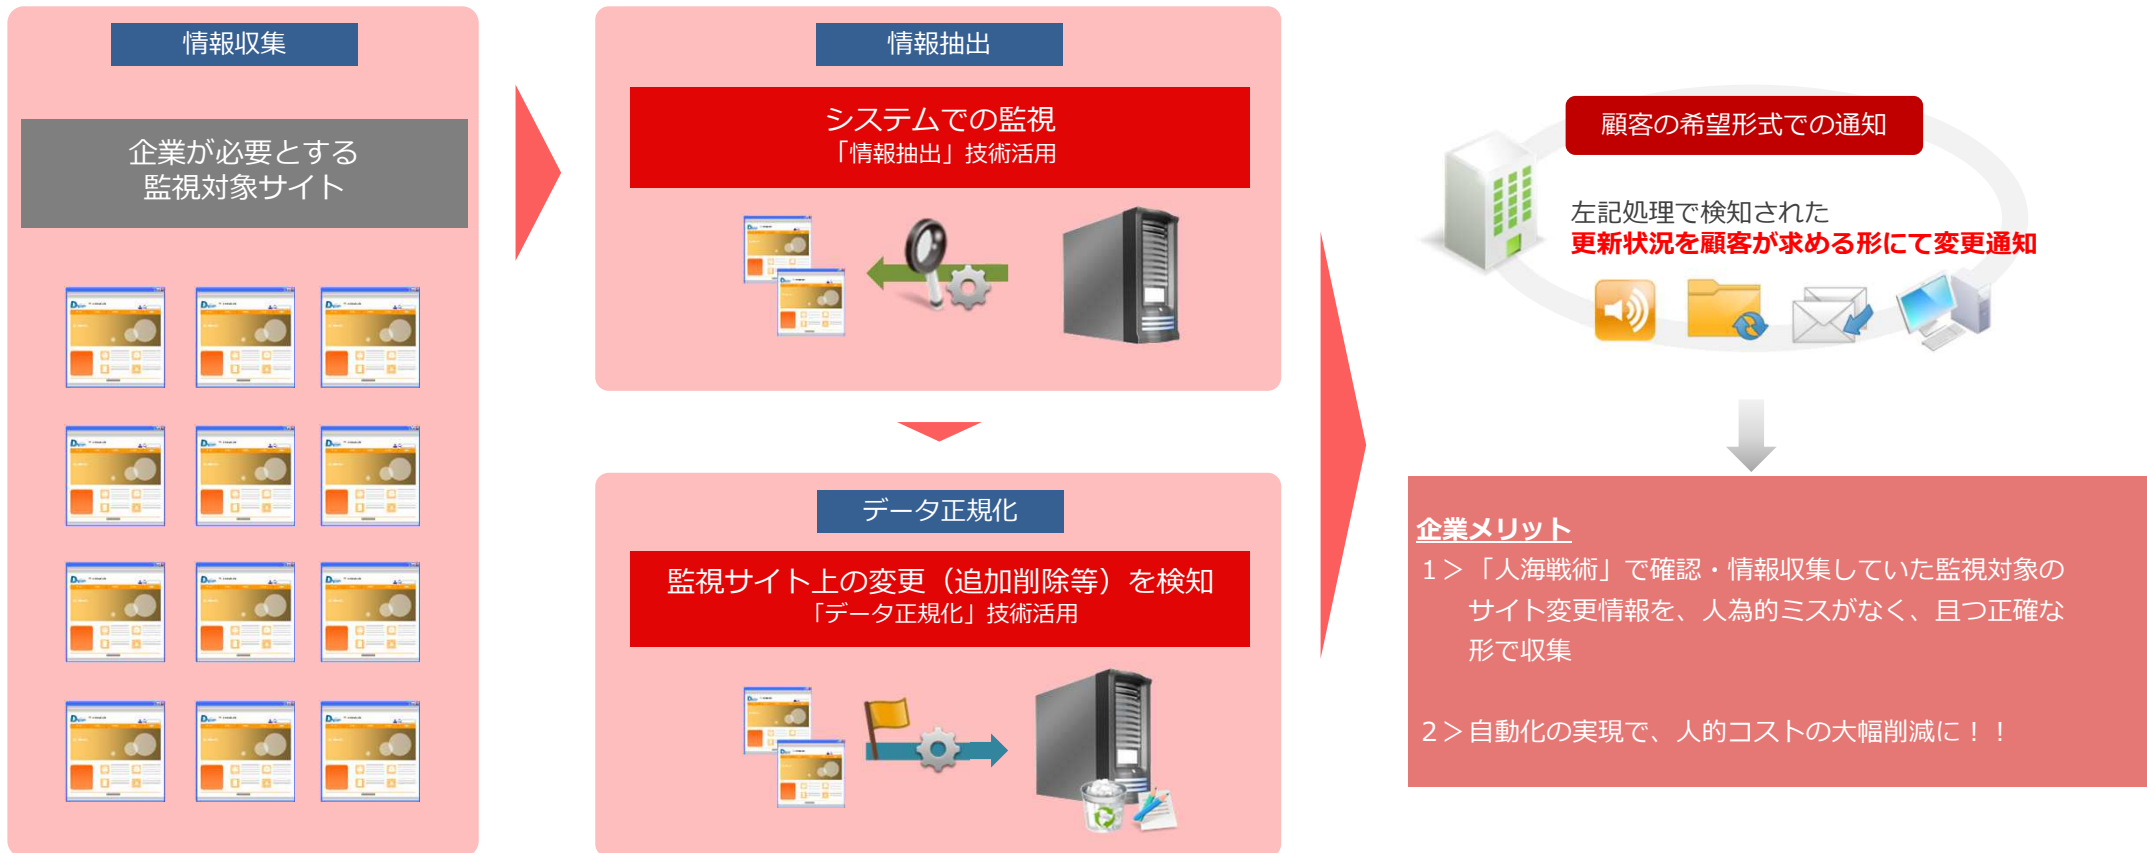 情報収集
企業が必要とする
監視対象サイト
情報抽出
システムでの監視
「情報抽出」技術活用
データ正規化
監視サイト上の変更（追加削除等）を検知
「データ正規化」技術活用
顧客の希望形式での通知
左記処理で検知された
更新状況を顧客が求める形にて変更通知
企業メリット
１＞「人海戦術」で確認・情報収集していた監視対象の
サイト変更情報を、人為的ミスがなく、且つ正確な
形で収集
２＞自動化の実現で、人的コストの大幅削減に！！